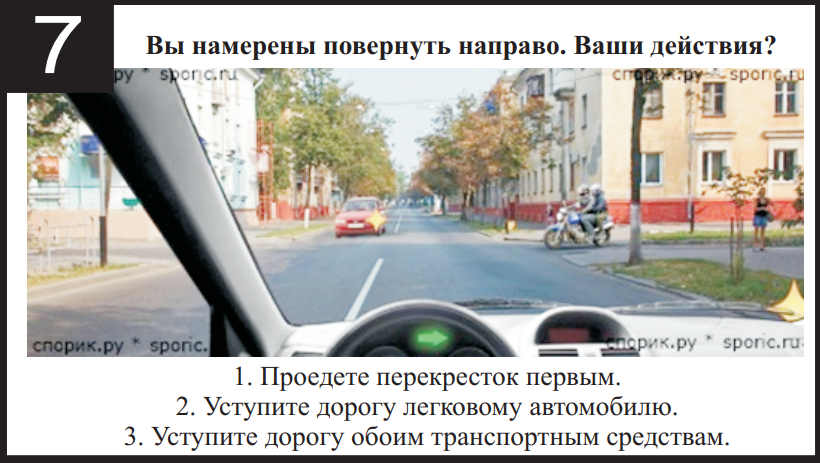 7
Вы намерены повернуть направо. Ваши действия?
ру * sporic.ru
спорик.ру * sporic.ru
спорик.ру * sporic.
спорик.ру * sporic.ru
1. Проедете перекресток первым.
2. Уступите дорогу легковому автомобилю.
3. Уступите дорогу обоим транспортным средствам.